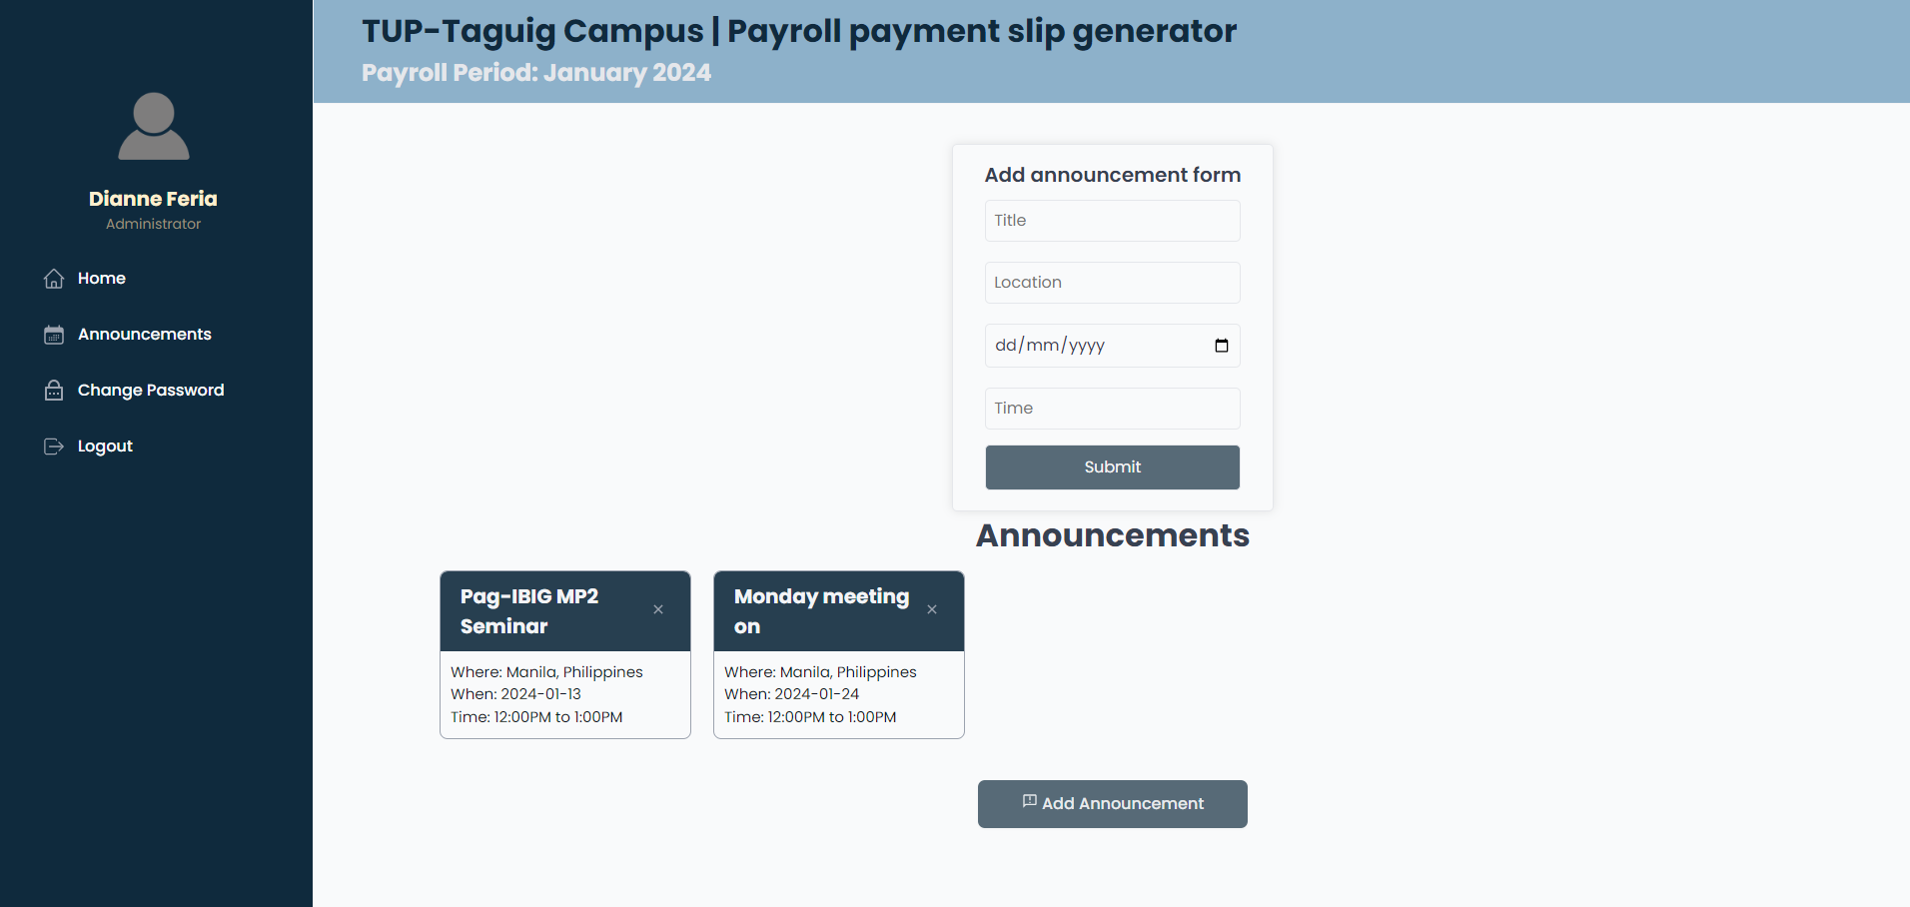 TUP-Taguig Campus | Payroll payment slip generator
Payroll Period: January 2024
Dianne Feria
Administrator
Home
Announcements
Change Password
Logout
Add announcement form
Title
Location
dd/mm/yyyy
Time
Submit
Announcements
Pag-IBIG MP2
Seminar
Where: Manila, Philippines
When: 2024-01-13
Time: 12:00PM to 1:00PM
Monday meeting
on
Where: Manila, Philippines
When: 2024-01-24
Time: 12:00PM to 1:00PM
Add Announcement